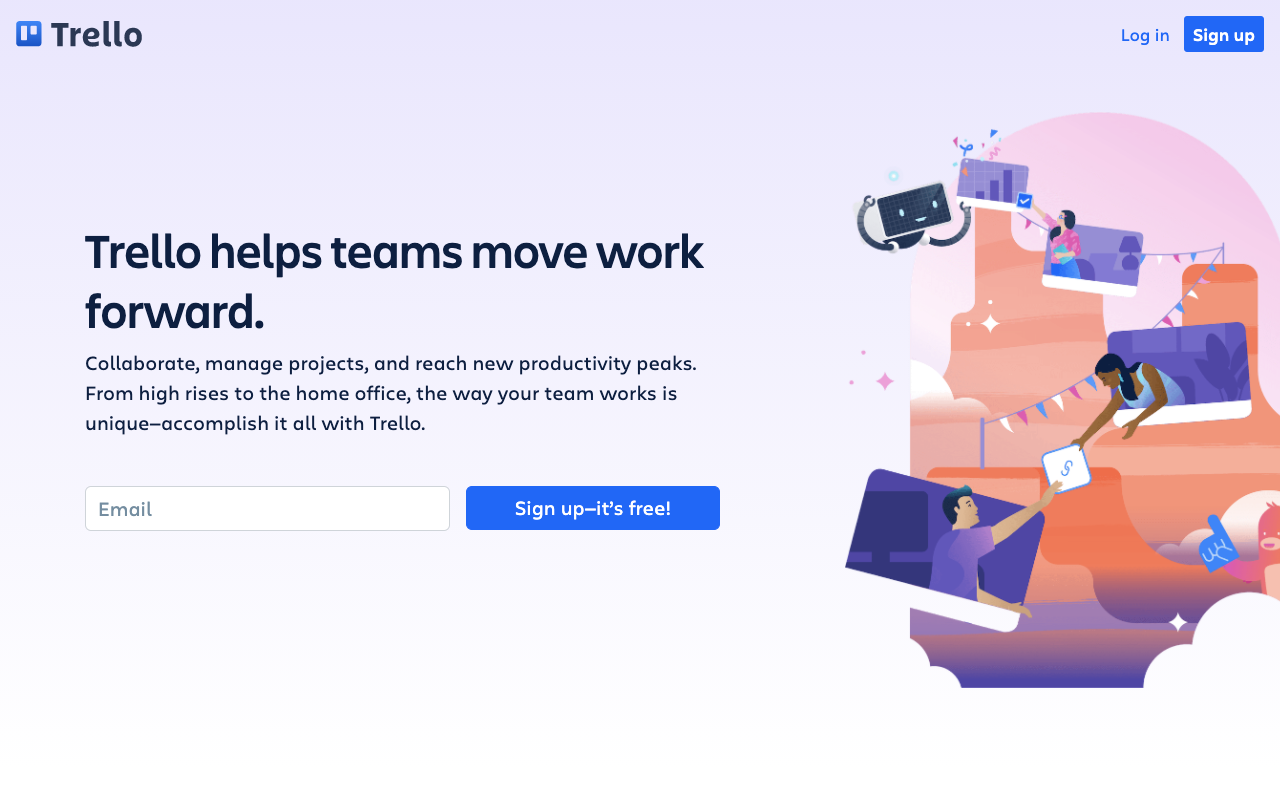 Trello
Log in
Sign up
Trello helps teams move work
forward.
Collaborate, manage projects, and reach new productivity peaks.
From high rises to the home office, the way your team works is
unique—accomplish it all with Trello.
Email
Sign up—it’s free!